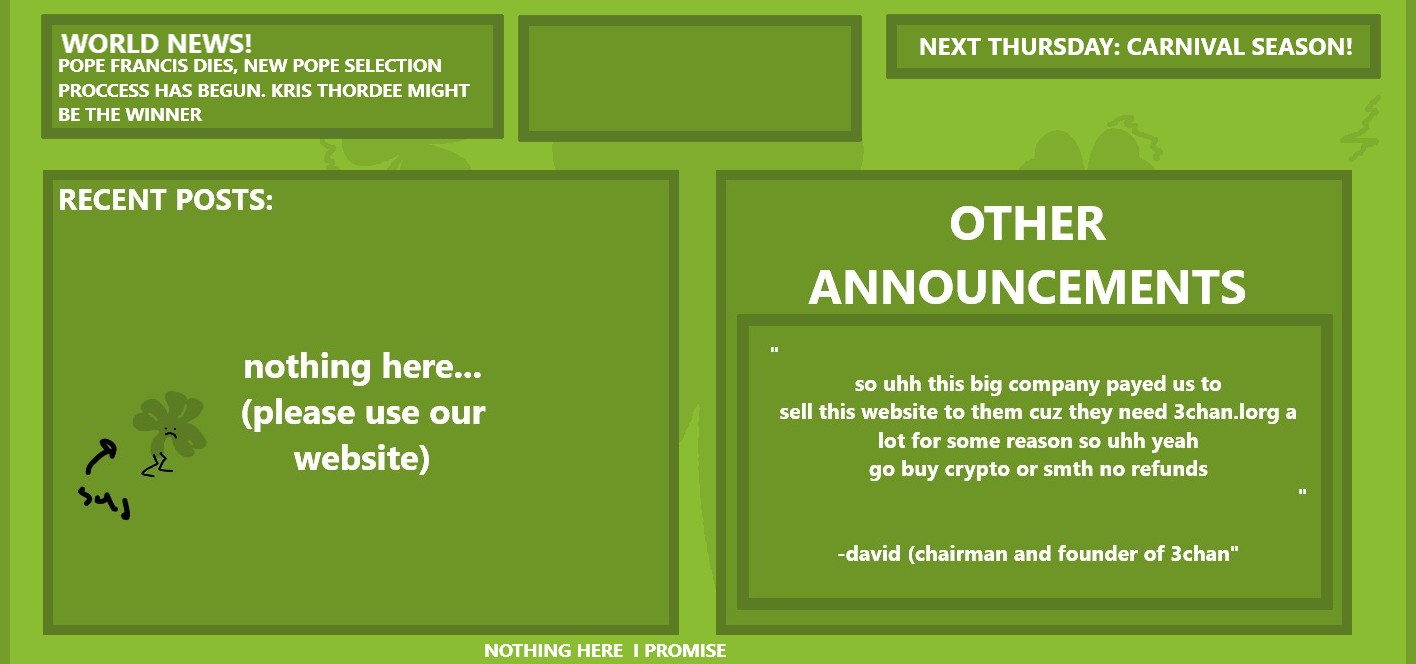 WORLD NEWS!
POPE FRANCIS DIES, NEW POPE SELECTION
PROCCESS HAS BEGUN. KRIS THORDEE MIGHT
BE THE WINNER
NEXT THURSDAY: CARNIVAL SEASON!
RECENT POSTS:
nothing here...
(please use our
website)
OTHER
ANNOUNCEMENTS
"
so uhh this big company payed us to
sell this website to them cuz they need 3chan.lorg a
lot for some reason so uhh yeah
go buy crypto or smth no refunds
"
-david (chairman and founder of 3chan"
NOTHING HERE  I PROMISE